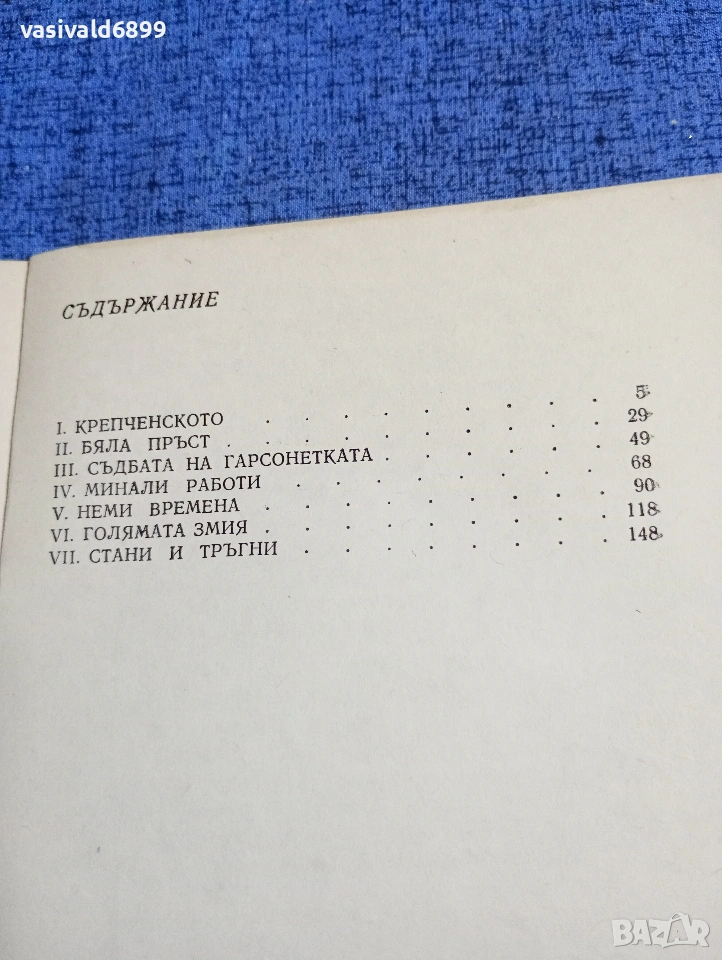 vasivald6899
СЪДЪРЖАНИЕ
I. КРЕПЧЕНСКОТО . . . . . . . . 5
II. БЯЛА ПРЪСТ . . . . . . . . 29
III. СЪДБАТА НА ГАРСОНЕТКАТА . . . . . 49
IV. МИНАЛИ РАБОТИ . . . . . . . 68
V. НЕМИ ВРЕМЕНА . . . . . . . . 90
VI. ГОЛЯМАТА ЗМИЯ . . . . . . . . 118
VII. СТАНИ И ТРЪГНИ . . . . . . . 148
BAZAR